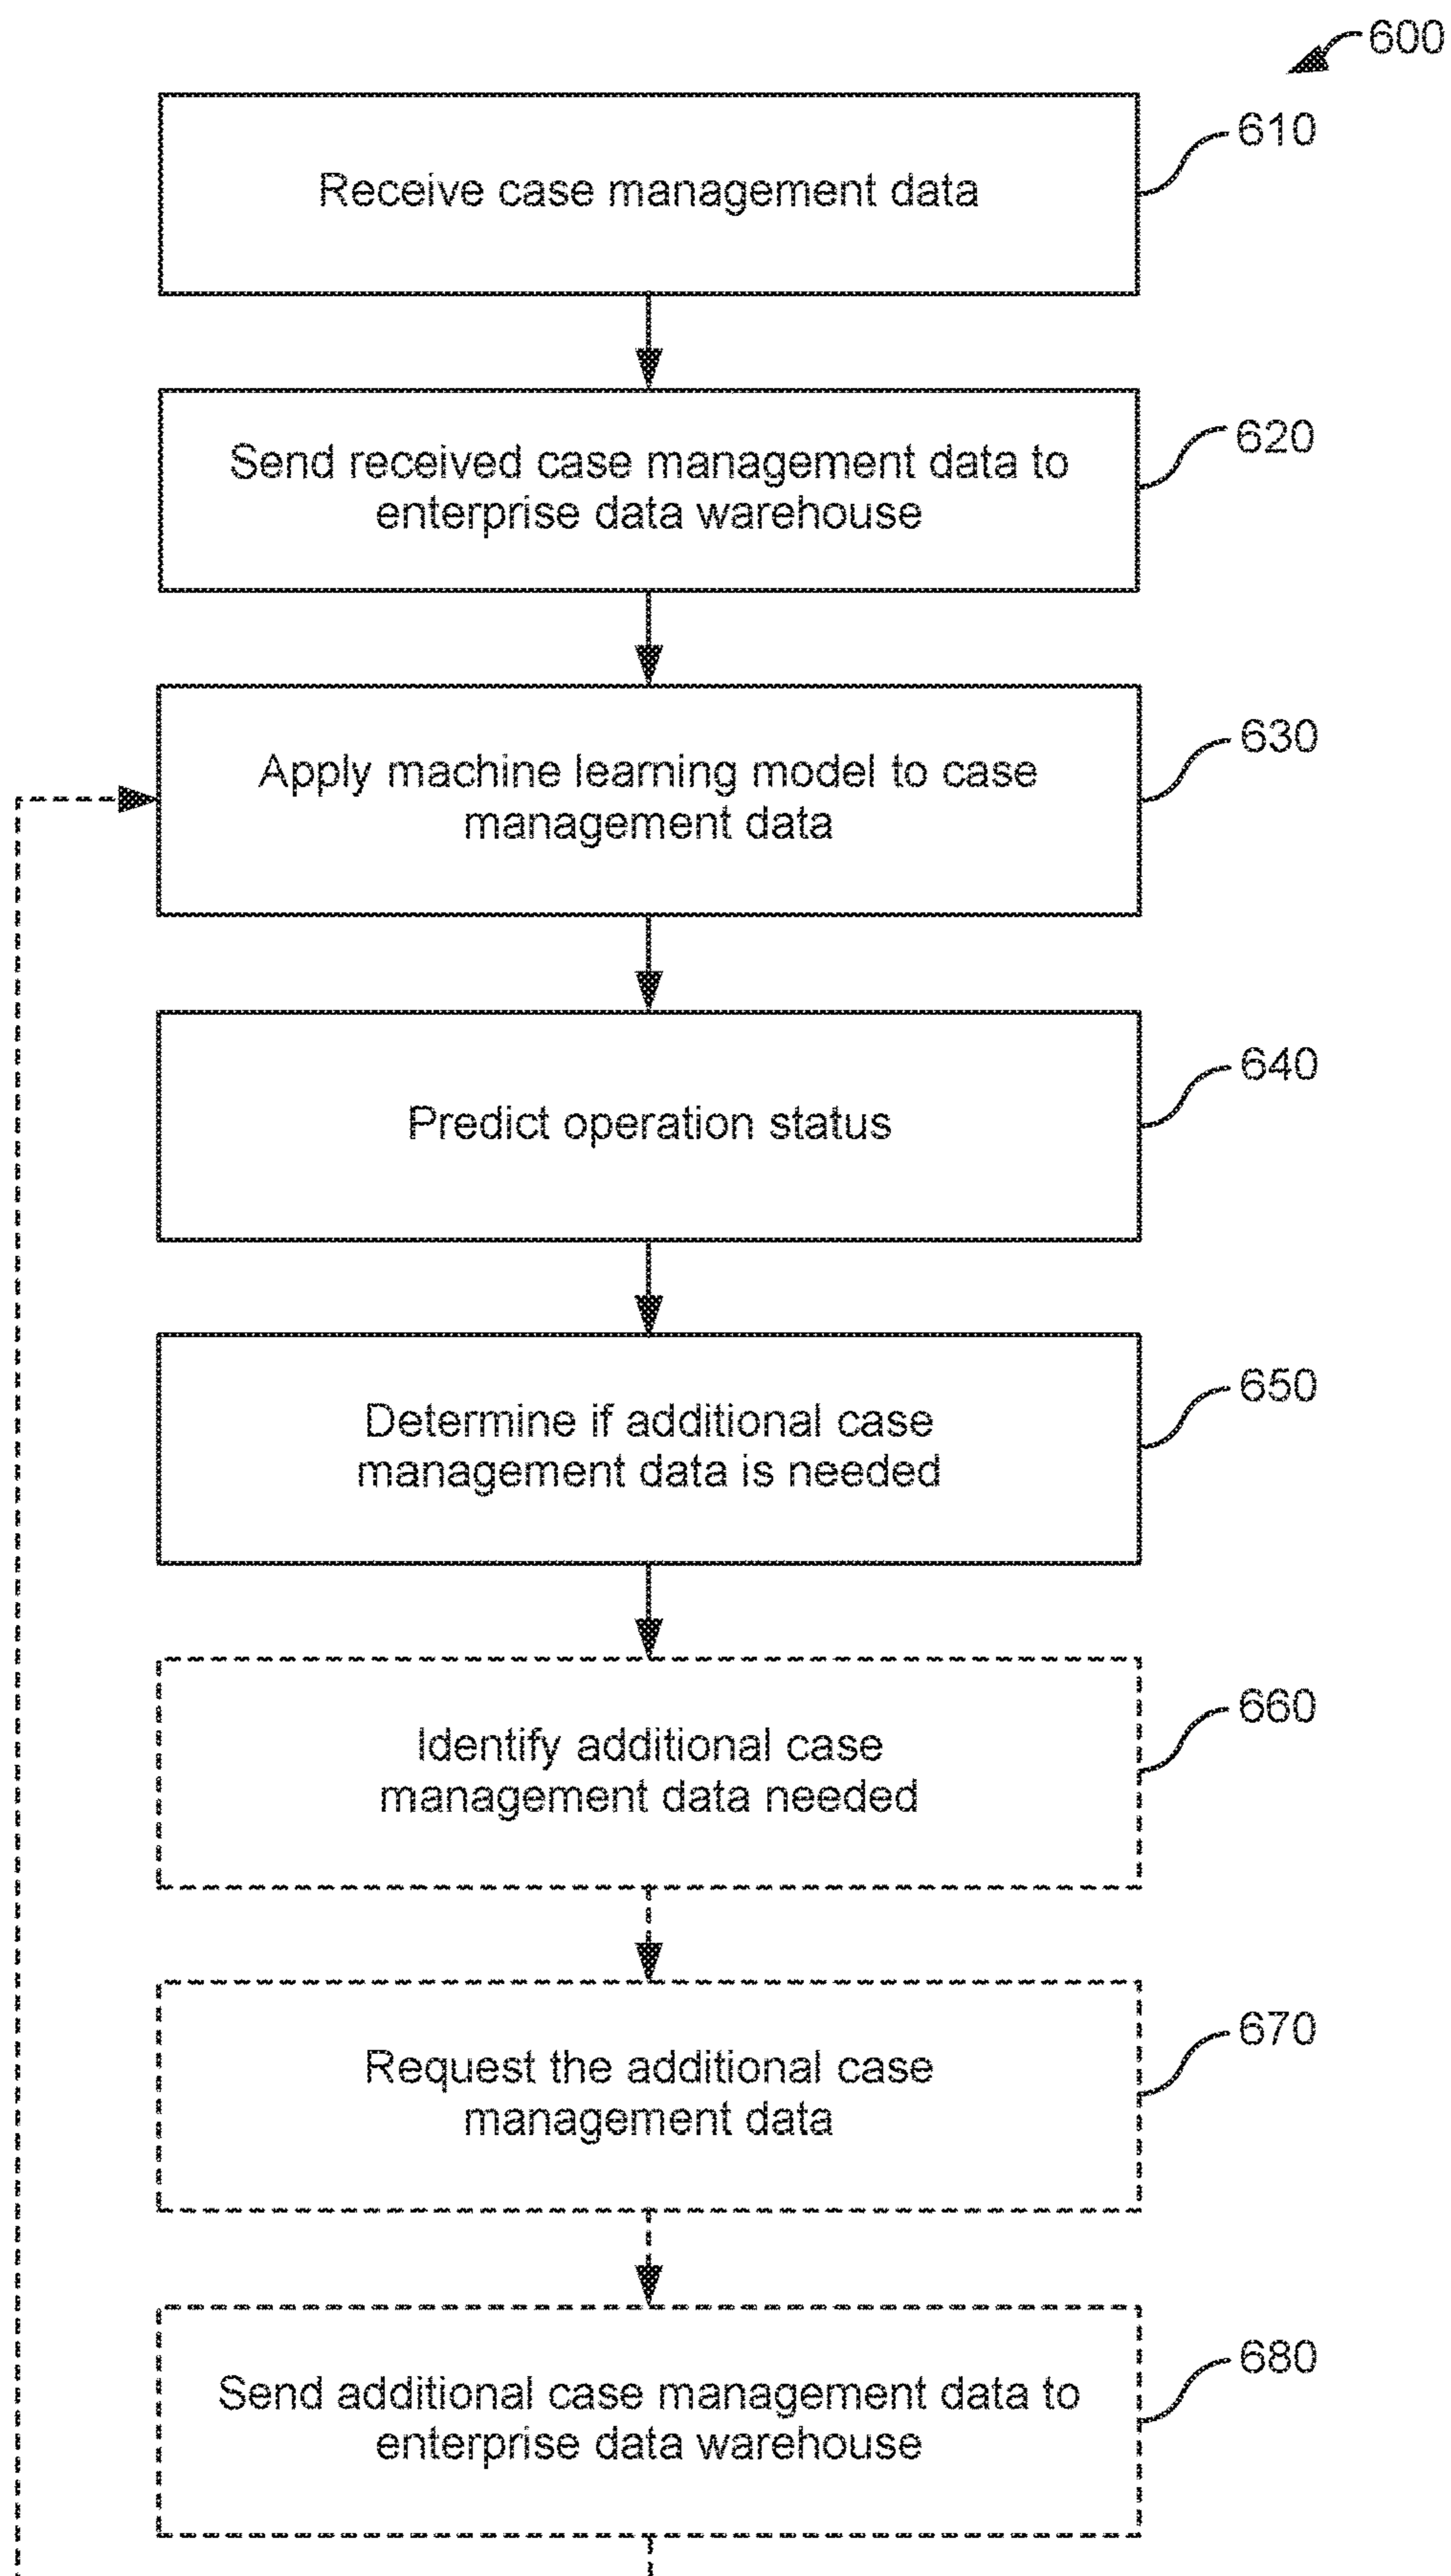 600
610
Receive case management data
620
Send received case management data to
enterprise data warehouse
630
Apply machine learning model to case
management data
640
Predict operation status
650
Determine if additional case
management data is needed
660
Identify additional case
management data needed
670
Request the additional case
management data
680
Send additional case management data to
enterprise data warehouse